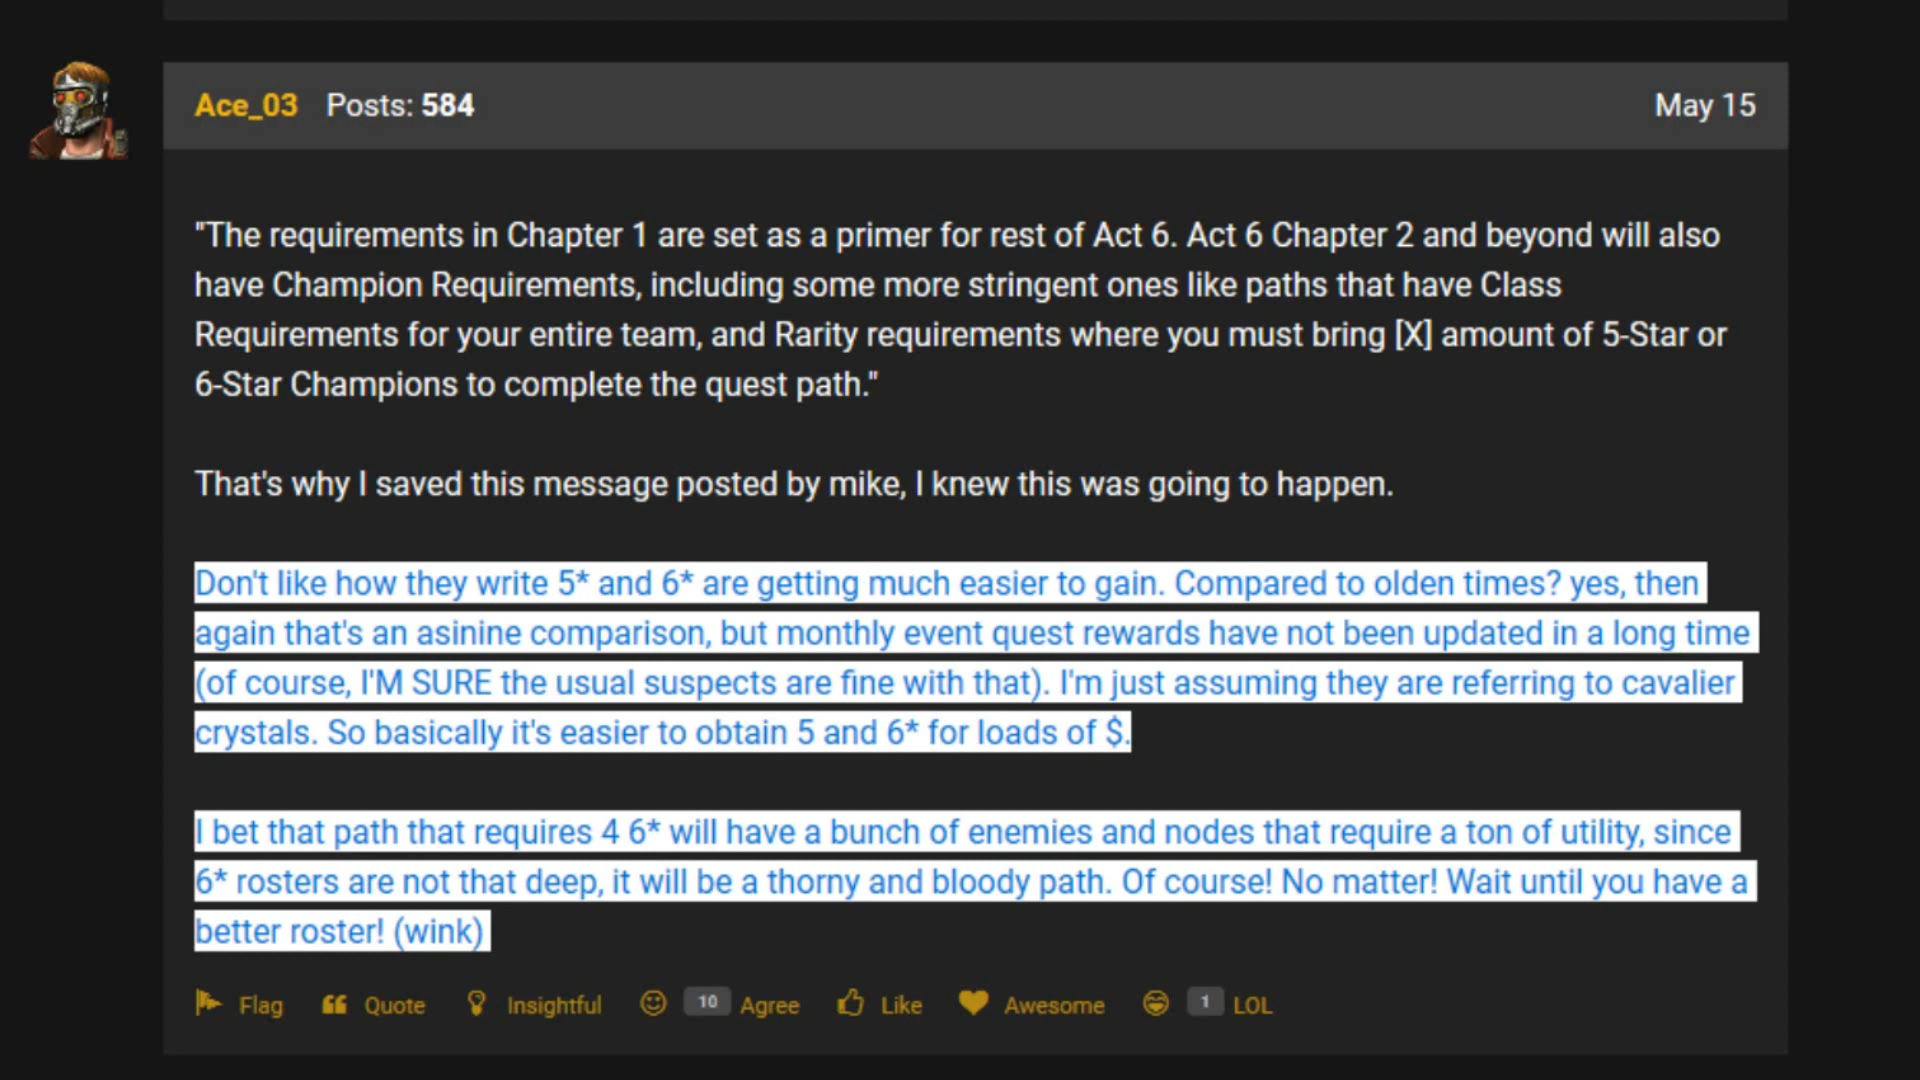 Ace_03 Posts: 584 May 15
"The requirements in Chapter 1 are set as a primer for rest of Act 6. Act 6 Chapter 2 and beyond will also
have Champion Requirements, including some more stringent ones like paths that have Class
Requirements for your entire team, and Rarity requirements where you must bring [X] amount of 5-Star or
6-Star Champions to complete the quest path."
That's why I saved this message posted by mike, I knew this was going to happen.
Don't like how they write 5* and 6* are getting much easier to gain. Compared to olden times? yes, then
again that's an asinine comparison, but monthly event quest rewards have not been updated in a long time
(of course, I'M SURE the usual suspects are fine with that). I'm just assuming they are referring to cavalier
crystals. So basically it's easier to obtain 5 and 6* for loads of $.
I bet that path that requires 4 6* will have a bunch of enemies and nodes that require a ton of utility, since
6* rosters are not that deep, it will be a thorny and bloody path. Of course! No matter! Wait until you have a
better roster! (wink)
Flag Quote Insightful 10 Agree Like Awesome 1 LOL